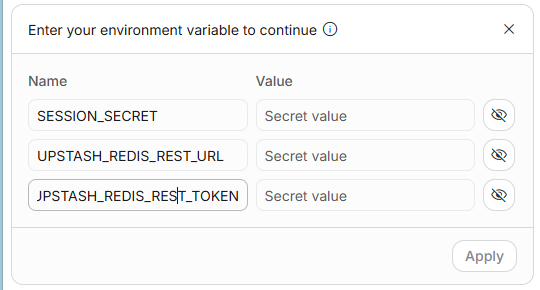 Enter your environment variable to continue
Name Value
SESSION_SECRET Secret value
UPSTASH_REDIS_REST_URL Secret value
JPSTASH_REDIS_REST_TOKEN Secret value
Apply